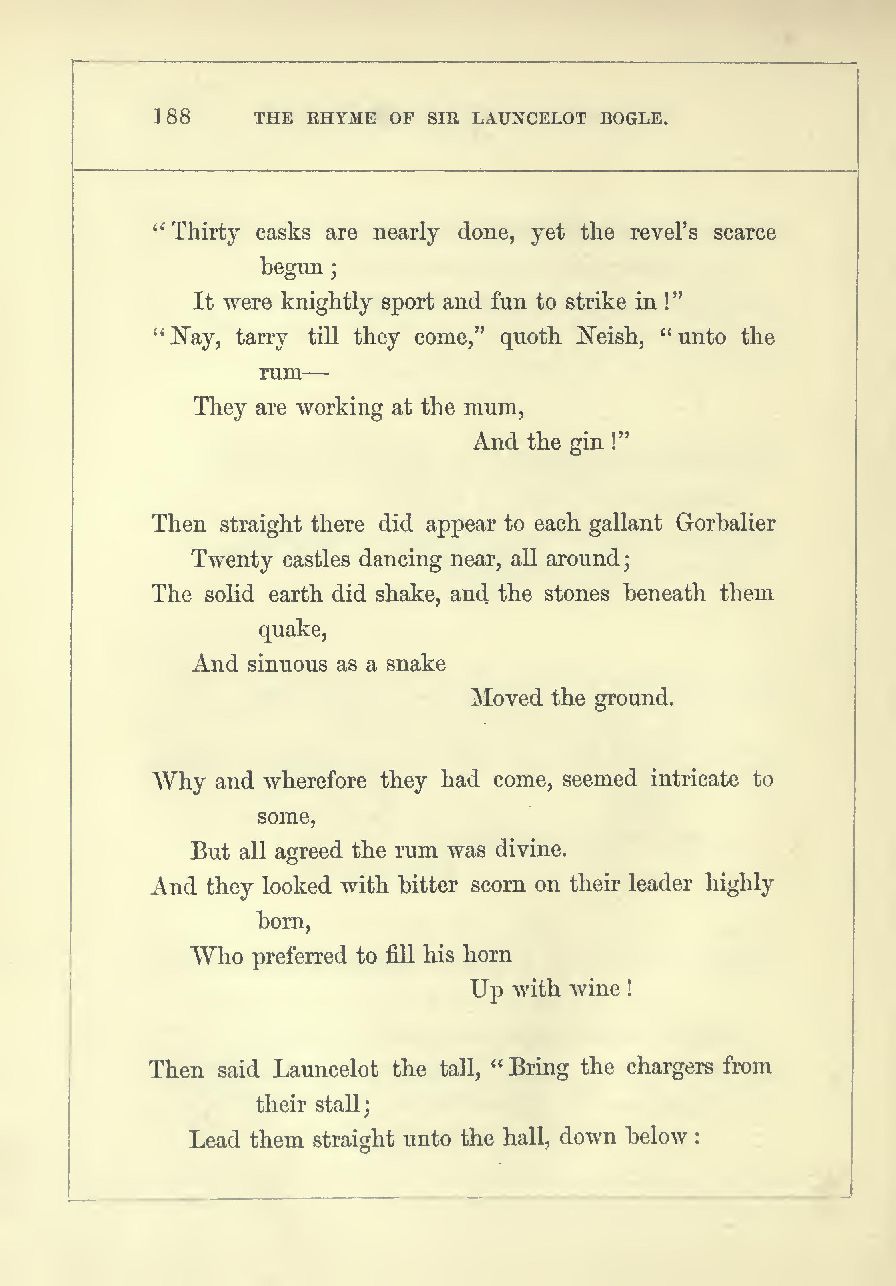 188 THE RHYME OF SIR LAUNCELOT BOGLE.
“Thirty casks are nearly done, yet the revel’s scarce
begun;
It were knightly sport and fun to strike in!”
“Nay, tarry till they come,” quoth Neish, “unto the
rum—
They are working at the mum,
And the gin!”
Then straight there did appear to each gallant Gorbalier
Twenty castles dancing near, all around;
The solid earth did shake, and the stones beneath them
quake,
And sinuous as a snake
Moved the ground.
Why and wherefore they had come, seemed intricate to
some,
But all agreed the rum was divine.
And they looked with bitter scorn on their leader highly
born,
Who preferred to fill his horn
Up with wine!
Then said Launcelot the tall, “Bring the chargers from
their stall;
Lead them straight unto the hall, down below: